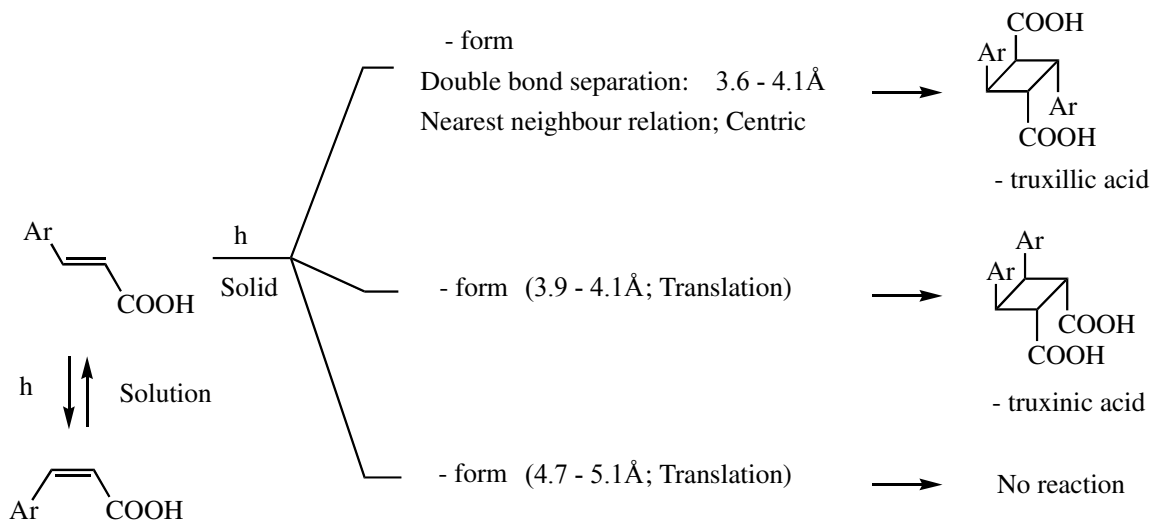 - form
Double bond separation: 3.6 - 4.1Å
Nearest neighbour relation; Centric
COOH
Ar
Ar
COOH
- truxillic acid
Ar
COOH
h
Solid
- form (3.9 - 4.1Å; Translation)
Ar
Ar
COOH
COOH
- truxinic acid
h
Solution
Ar
COOH
- form (4.7 - 5.1Å; Translation)
No reaction